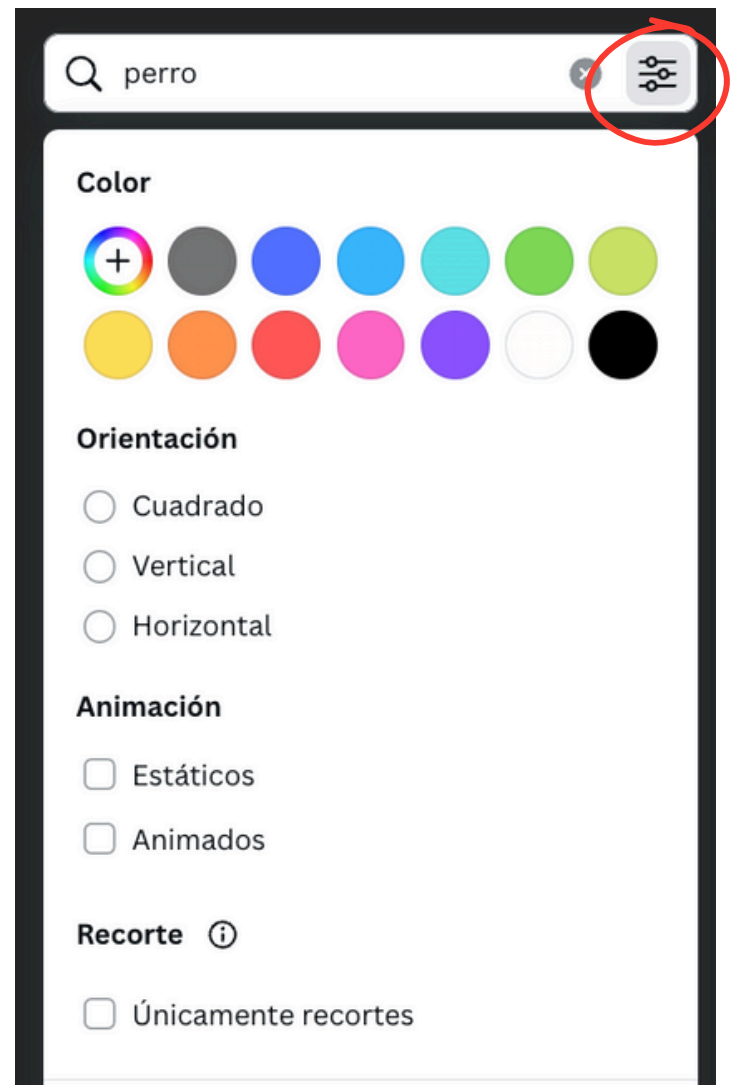 perro
Color
Orientación
Cuadrado
Vertical
Horizontal
Animación
Estáticos
Animados
Recorte
Únicamente recortes